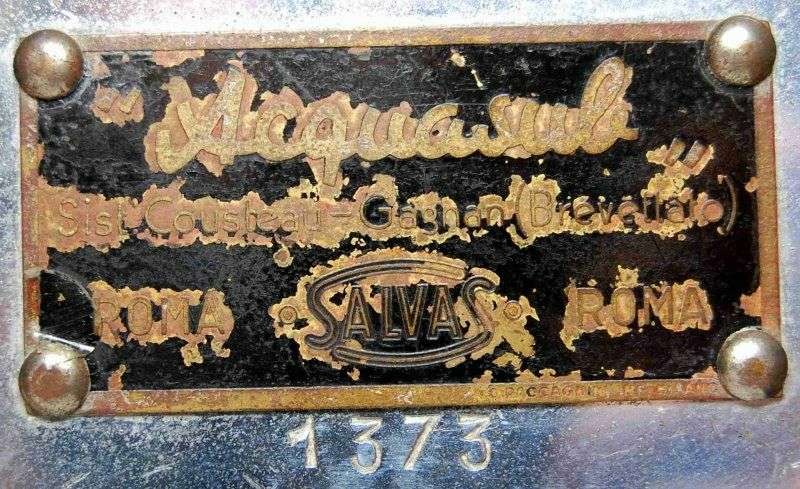 "Acquasub"
Sist. Cousteau-Gagnan (Brevettato)
ROMA SALVAS ROMA
1373